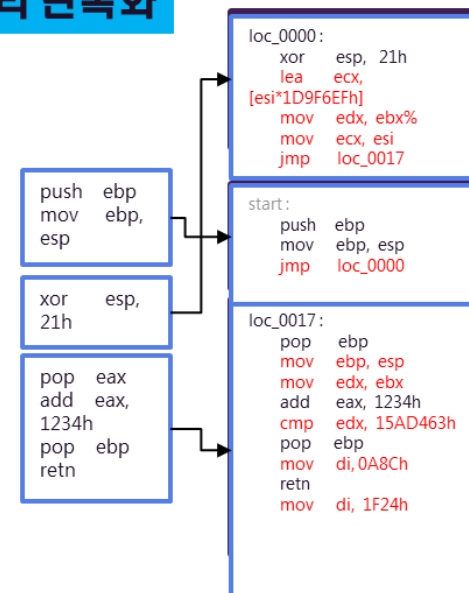 loc_0000:
xor esp, 21h
lea ecx,
[esi*1D9F6EFh]
mov edx, ebx%
mov ecx, esi
jmp loc_0017
push ebp
mov ebp,
esp
start:
push ebp
mov ebp, esp
jmp loc_0000
xor esp,
21h
pop eax
add eax,
1234h
pop ebp
retn
loc_0017:
pop ebp
mov ebp, esp
mov edx, ebx
add eax, 1234h
cmp edx, 15AD463h
pop ebp
mov di, 0A8Ch
retn
mov di, 1F24h